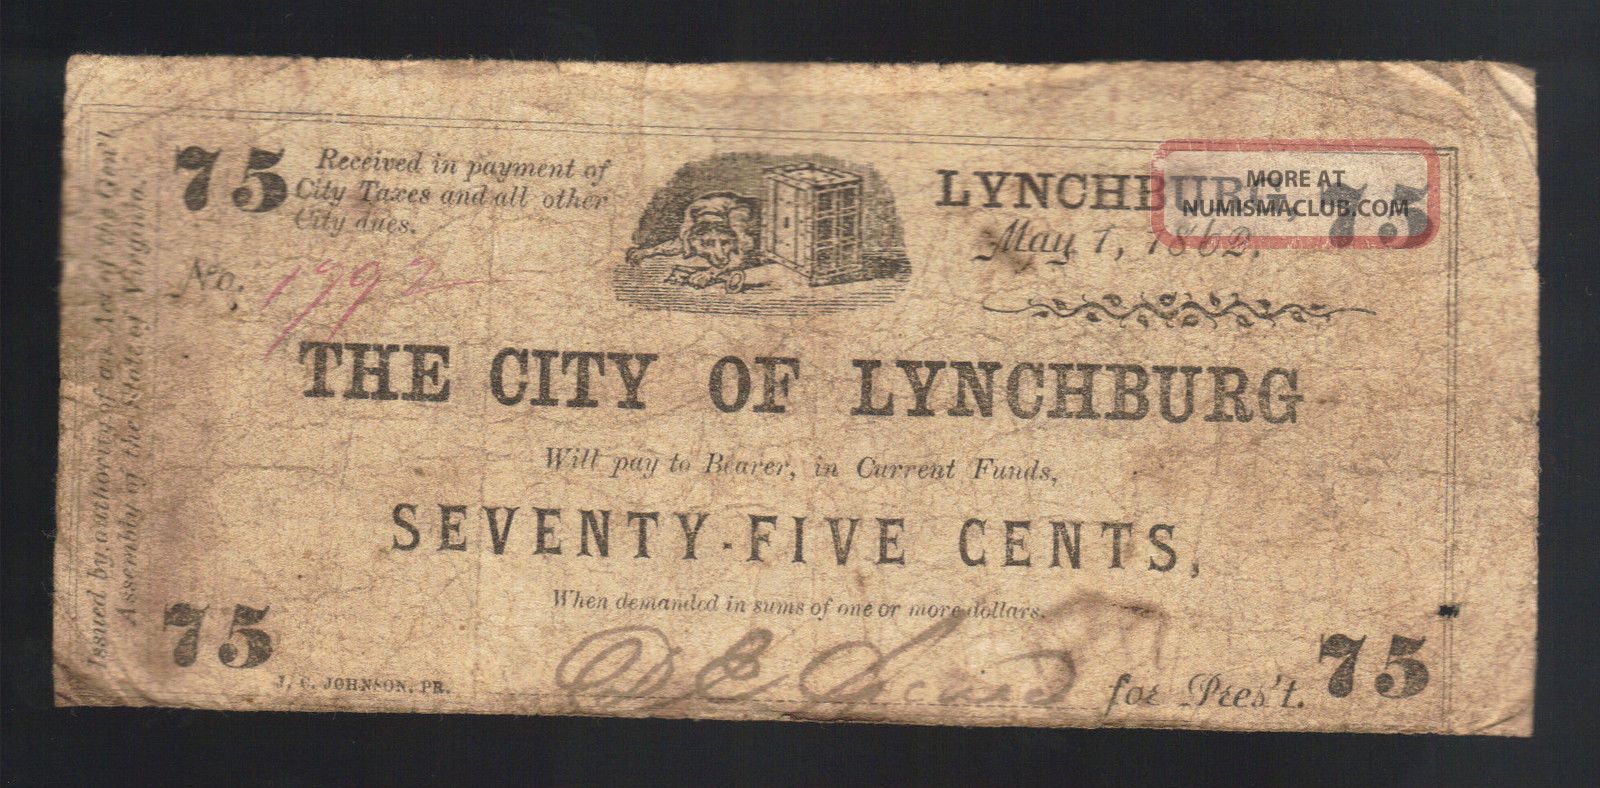 75
Received in payment of
City Taxes and all other
City dues.
No. 1792
LYNCHBURG
75
May 1, 1862.
MORE AT
NUMISMACLUB.COM
THE CITY OF LYNCHBURG
Will pay to Bearer, in Current Funds,
SEVENTY-FIVE CENTS,
When demanded in sums of one or more dollars.
75
J. C. JOHNSON, PR.
for Pres't.
75
Issued by authority of an Act of the Gen'l
Assembly of the State of Virginia.